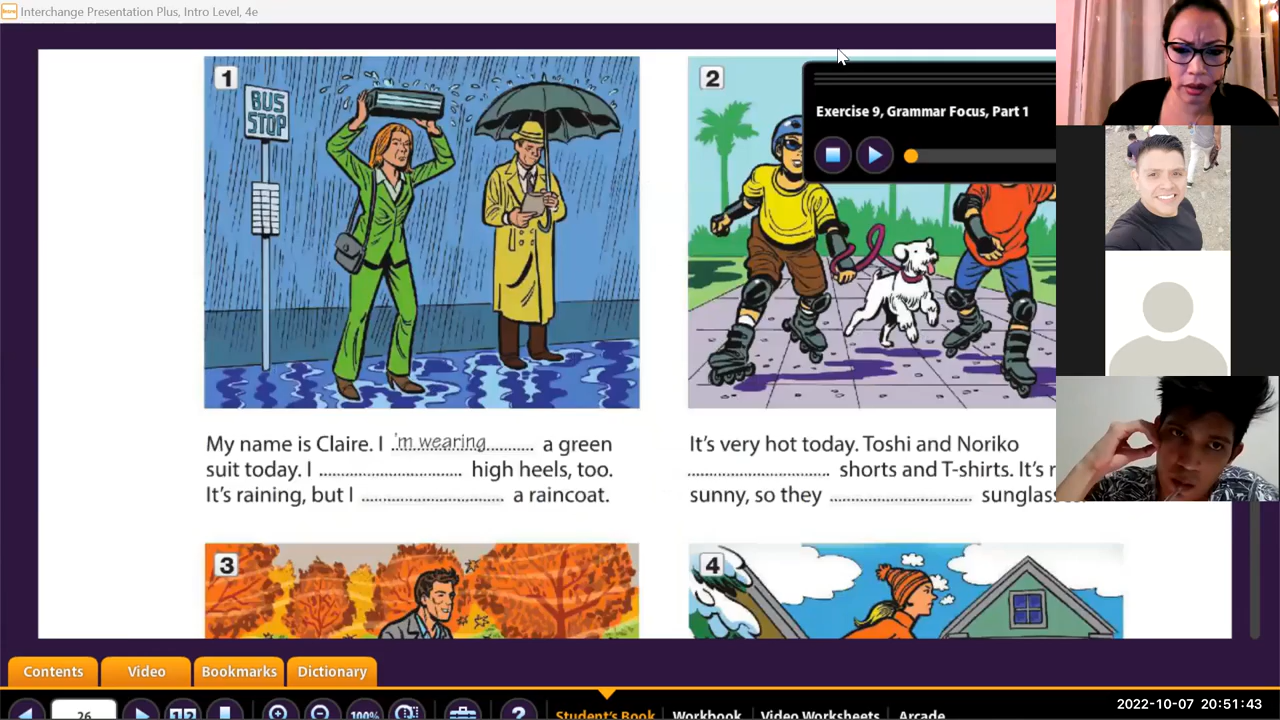 Interchange Presentation Plus, Intro Level, 4e
1
BUS
STOP
2
Exercise 9, Grammar Focus, Part 1
My name is Claire. I 'm wearing a green
suit today. I ............ high heels, too.
It's raining, but I ............ a raincoat.
It's very hot today. Toshi and Noriko
............ shorts and T-shirts. It's
sunny, so they ............
3
4
Contents Video Bookmarks Dictionary
26
100%
?
Student's Book Workbook Video Worksheets Arcade
2022-10-07 20:51:43